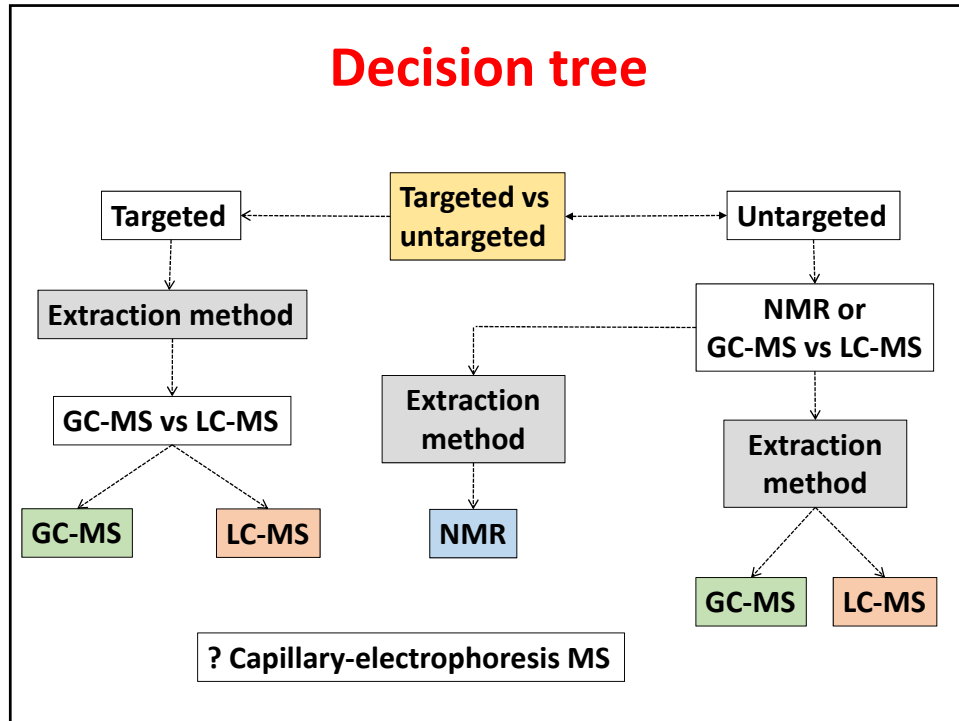 Decision tree
Targeted
Targeted vs
untargeted
Untargeted
Extraction method
NMR or
GC-MS vs LC-MS
GC-MS vs LC-MS
Extraction
method
Extraction
method
GC-MS
LC-MS
NMR
GC-MS
LC-MS
? Capillary-electrophoresis MS